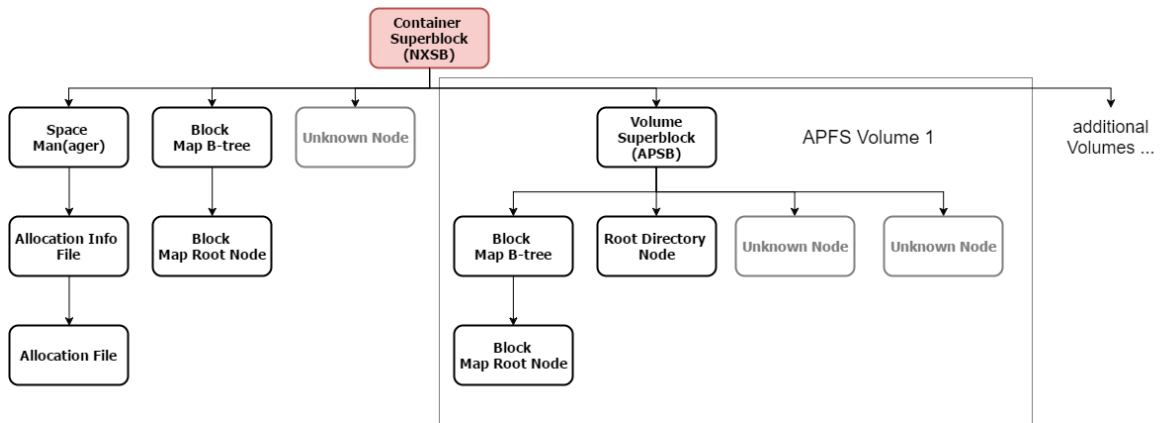 Container
Superblock
(NXSB)
Space
Man(ager)
Block
Map B-tree
Unknown Node
Volume
Superblock
(APSB)
APFS Volume 1
additional
Volumes ...
Allocation Info
File
Block
Map Root Node
Block
Map B-tree
Root Directory
Node
Unknown Node
Unknown Node
Allocation File
Block
Map Root Node